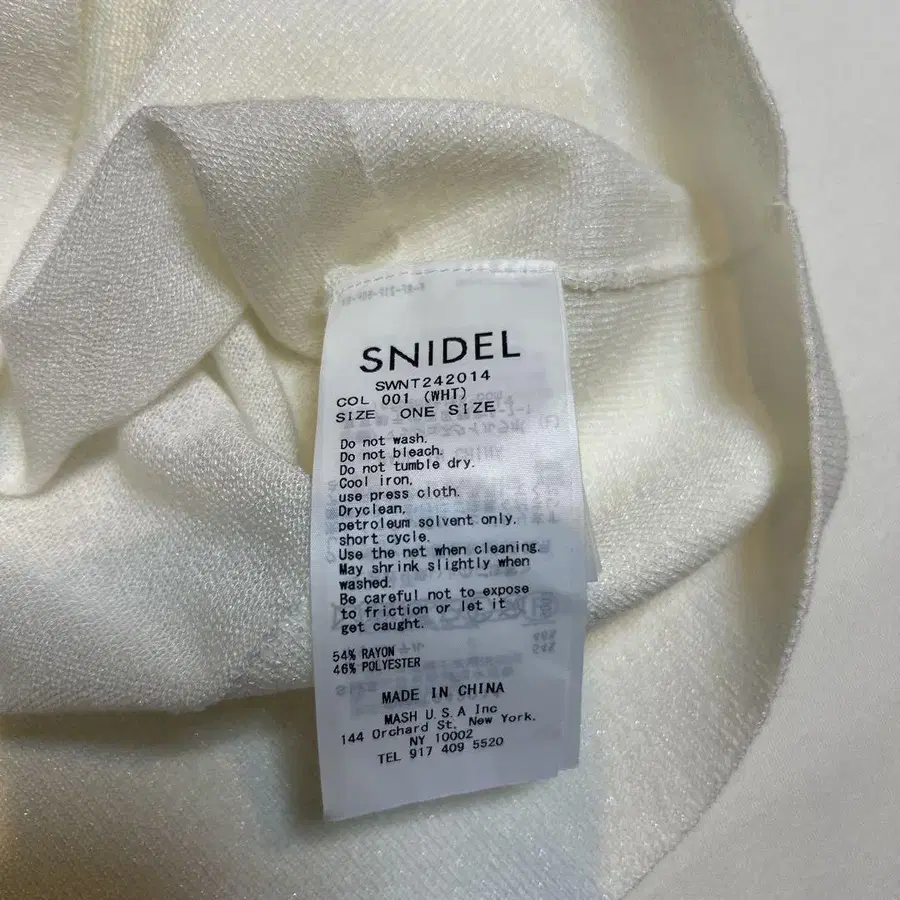 SNIDEL
SWNT242014
COL 001 (WHT)
SIZE ONE SIZE
Do not wash.
Do not bleach.
Do not tumble dry.
Cool iron,
use press cloth.
Dryclean,
petroleum solvent only,
short cycle.
Use the net when cleaning.
May shrink slightly when
washed.
Be careful not to expose
to friction or let it
get caught.
54% RAYON
46% POLYESTER
MADE IN CHINA
MASH U.S.A Inc
144 Orchard St, New York,
NY 10002
TEL 917 409 5520